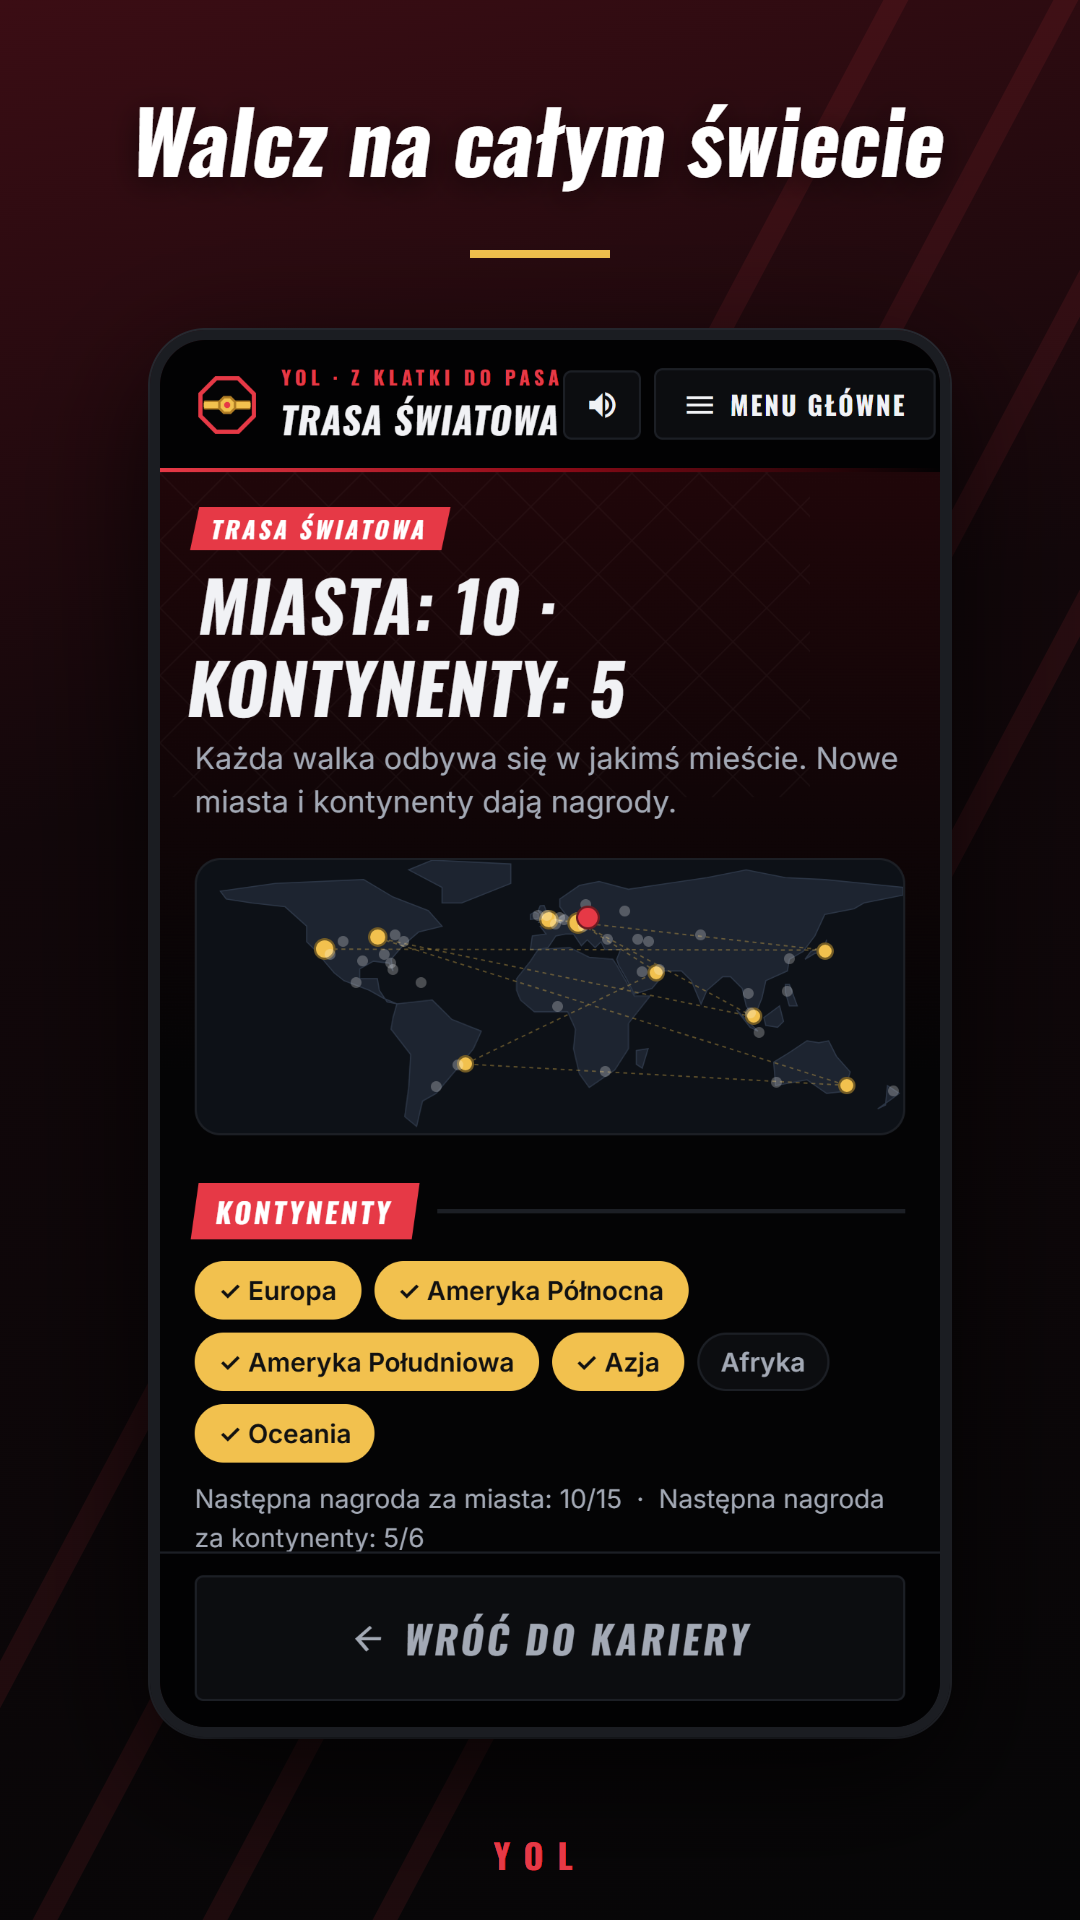 Walcz na całym świecie
YOL · Z KLATKI DO PASA
TRASA ŚWIATOWA
MENU GŁÓWNE
TRASA ŚWIATOWA
MIASTA: 10 ·
KONTYNENTY: 5
Każda walka odbywa się w jakimś mieście. Nowe
miasta i kontynenty dają nagrody.
KONTYNENTY
✓ Europa
✓ Ameryka Północna
✓ Ameryka Południowa
✓ Azja
Afryka
✓ Oceania
Następna nagroda za miasta: 10/15 · Następna nagroda
za kontynenty: 5/6
← WRÓĆ DO KARIERY
YOL